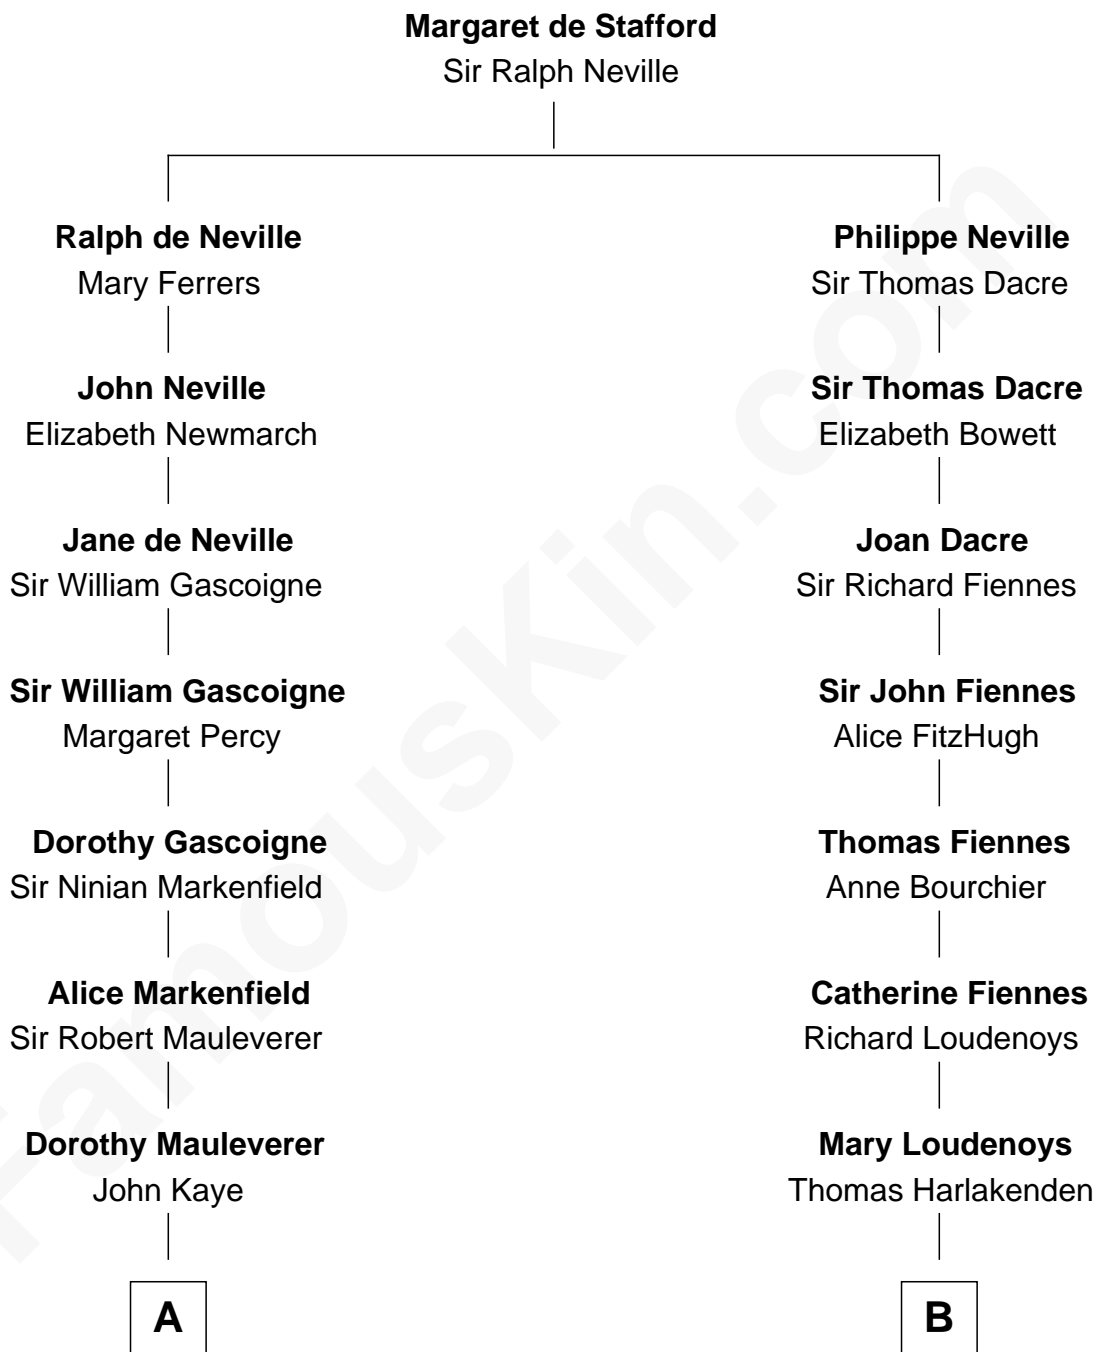 Margaret de Stafford
Sir Ralph Neville
Ralph de Neville
Mary Ferrers
Philippe Neville
Sir Thomas Dacre
John Neville
Elizabeth Newmarch
Sir Thomas Dacre
Elizabeth Bowett
Jane de Neville
Sir William Gascoigne
Joan Dacre
Sir Richard Fiennes
Sir William Gascoigne
Margaret Percy
Sir John Fiennes
Alice FitzHugh
Dorothy Gascoigne
Sir Ninian Markenfield
Thomas Fiennes
Anne Bourchier
Alice Markenfield
Sir Robert Mauleverer
Catherine Fiennes
Richard Loudenoys
Dorothy Mauleverer
John Kaye
Mary Loudenoys
Thomas Harlakenden
A
B
FamousKin.com